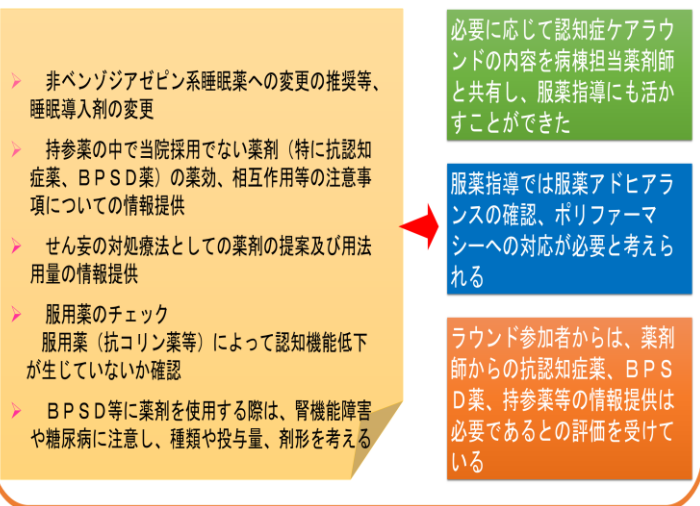 非ベンゾジアゼピン系睡眠薬への変更の推奨等、
睡眠導入剤の変更
持参薬の中で当院採用でない薬剤（特に抗認知
症薬、ＢＰＳＤ薬）の薬効、相互作用等の注意事
項についての情報提供
せん妄の対処療法としての薬剤の提案及び用法
用量の情報提供
服用薬のチェック
服用薬（抗コリン薬等）によって認知機能低下
が生じていないか確認
ＢＰＳＤ等に薬剤を使用する際は、腎機能障害
や糖尿病に注意し、種類や投与量、剤形を考える
必要に応じて認知症ケアラウ
ンドの内容を病棟担当薬剤師
と共有し、服薬指導にも活か
すことができた
服薬指導では服薬アドヒアラ
ンスの確認、ポリファーマ
シーへの対応が必要と考えら
れる
ラウンド参加者からは、薬剤
師からの抗認知症薬、ＢＰＳ
Ｄ薬、持参薬等の情報提供は
必要であるとの評価を受けて
いる